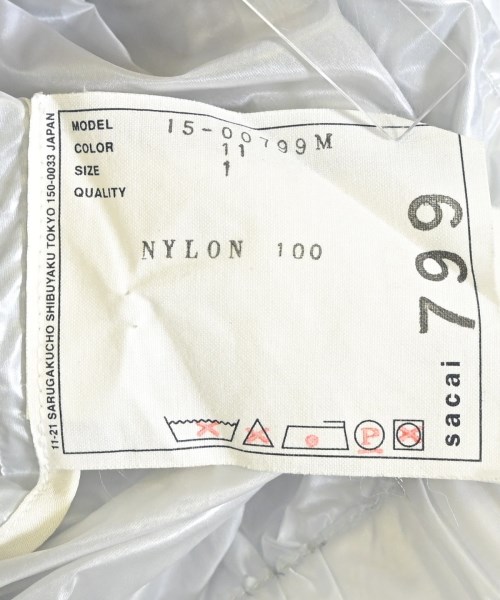 MODEL 15-00799M
COLOR 11
SIZE 1
QUALITY
NYLON 100
P
sacai 799
11-21 SARUGAKUCHO SHIBUYAKU TOKYO 150-0033 JAPAN